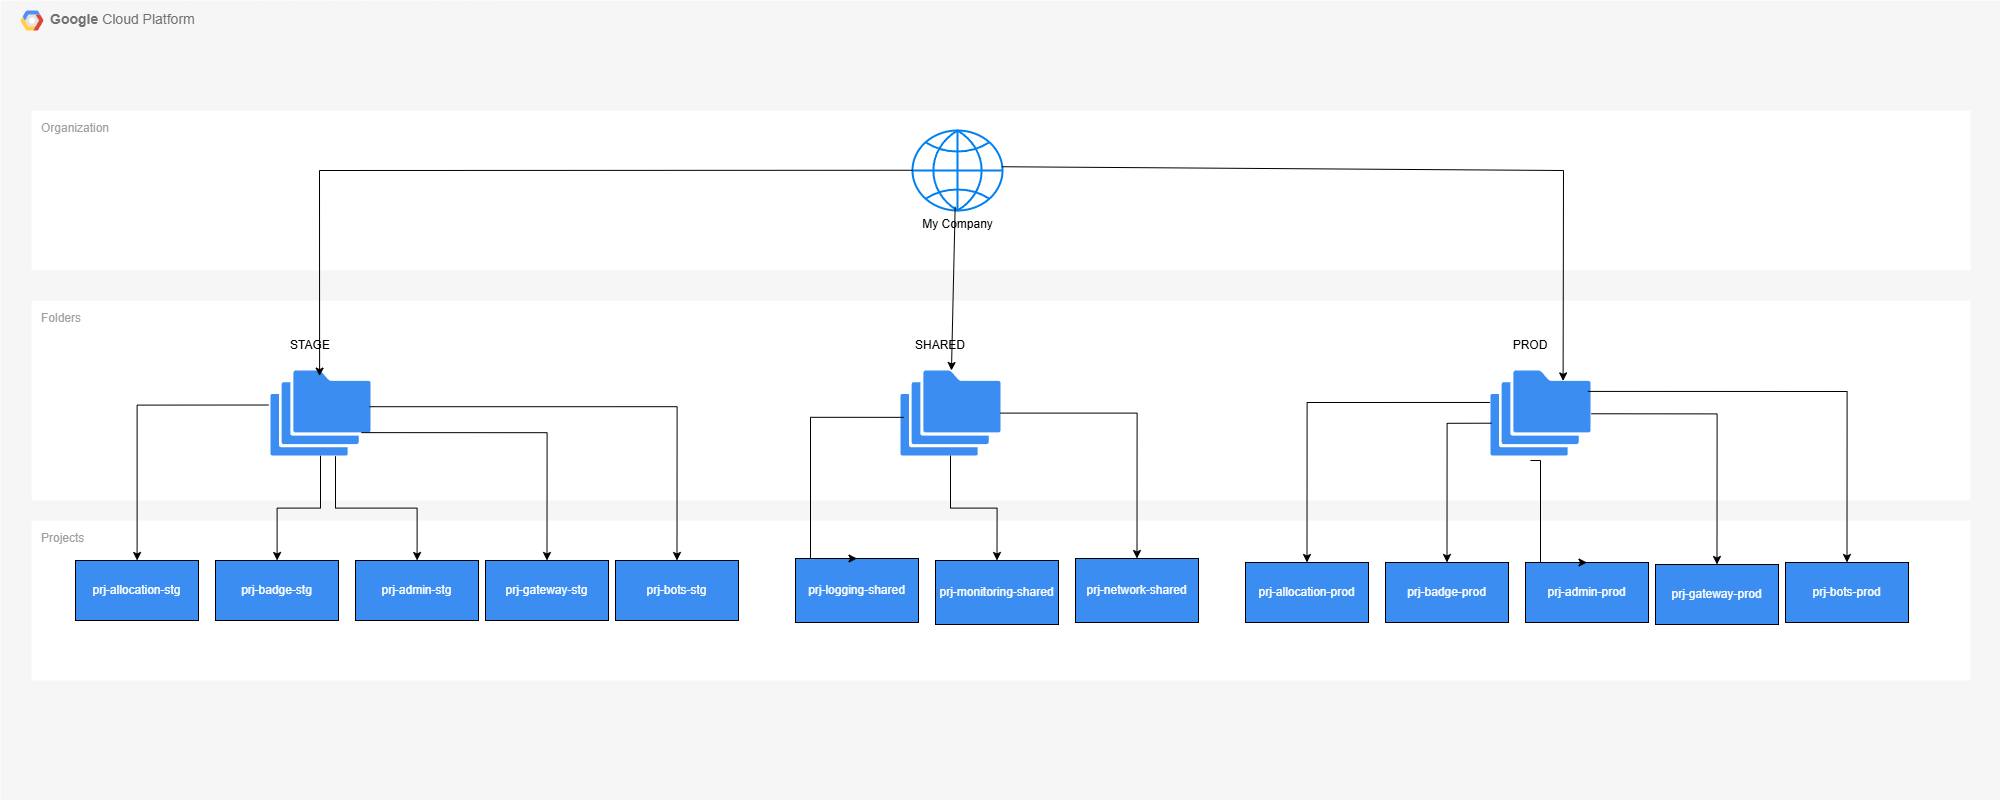 Google Cloud Platform
Organization
My Company
Folders
STAGE
SHARED
PROD
Projects
prj-allocation-stg
prj-badge-stg
prj-admin-stg
prj-gateway-stg
prj-bots-stg
prj-logging-shared
prj-monitoring-shared
prj-network-shared
prj-allocation-prod
prj-badge-prod
prj-admin-prod
prj-gateway-prod
prj-bots-prod